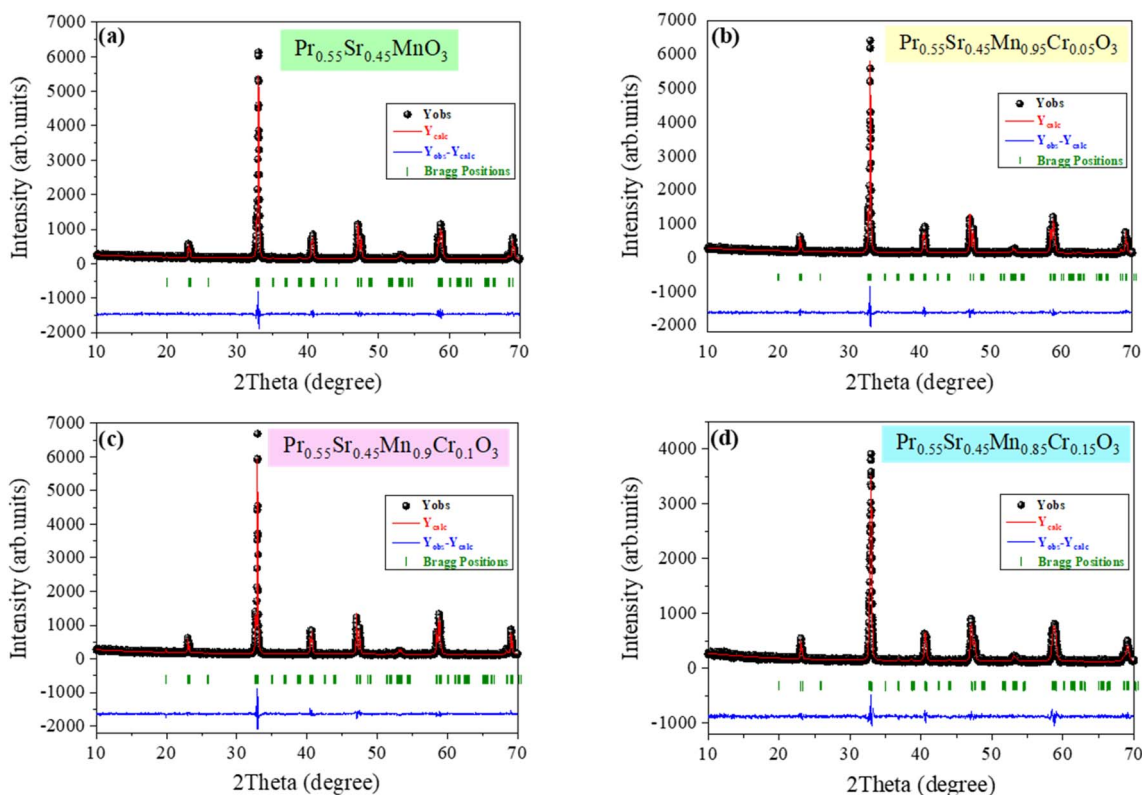 (a)
Pr0.55Sr0.45MnO3
Yobs
Ycalc
Yobs-Ycalc
Bragg Positions
Intensity (arb.units)
7000
6000
5000
4000
3000
2000
1000
0
-1000
-2000
10 20 30 40 50 60 70
2Theta (degree)
(b)
Pr0.55Sr0.45Mn0.95Cr0.05O3
Yobs
Ycalc
Yobs-Ycalc
Bragg Positions
Intensity (arb.units)
7000
6000
5000
4000
3000
2000
1000
0
-1000
-2000
10 20 30 40 50 60 70
2Theta (degree)
(c)
Pr0.55Sr0.45Mn0.9Cr0.1O3
Yobs
Ycalc
Yobs-Ycalc
Bragg Positions
Intensity (arb.units)
7000
6000
5000
4000
3000
2000
1000
0
-1000
-2000
10 20 30 40 50 60 70
2Theta (degree)
(d)
Pr0.55Sr0.45Mn0.85Cr0.15O3
Yobs
Ycalc
Yobs-Ycalc
Bragg Positions
Intensity (arb.units)
4000
3000
2000
1000
0
-1000
10 20 30 40 50 60 70
2Theta (degree)